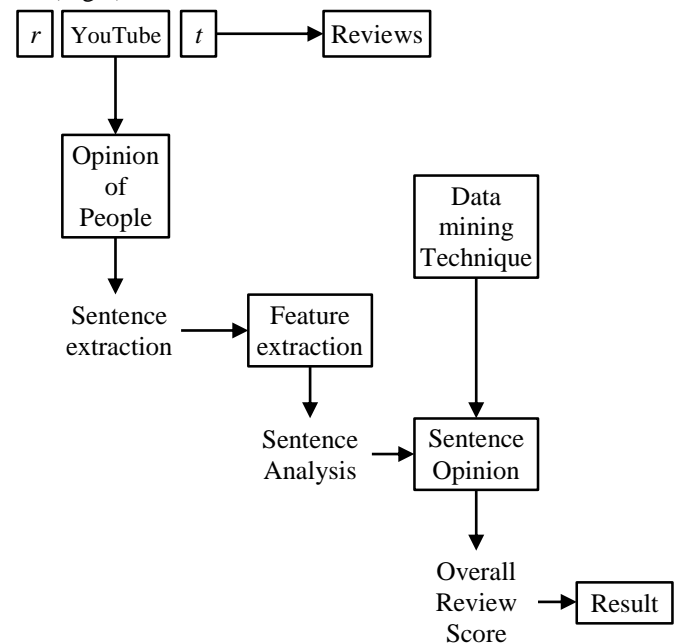 r YouTube t Reviews
Opinion
of
People
Data
mining
Technique
Sentence
extraction
Feature
extraction
Sentence
Analysis
Sentence
Opinion
Overall
Review
Score
Result